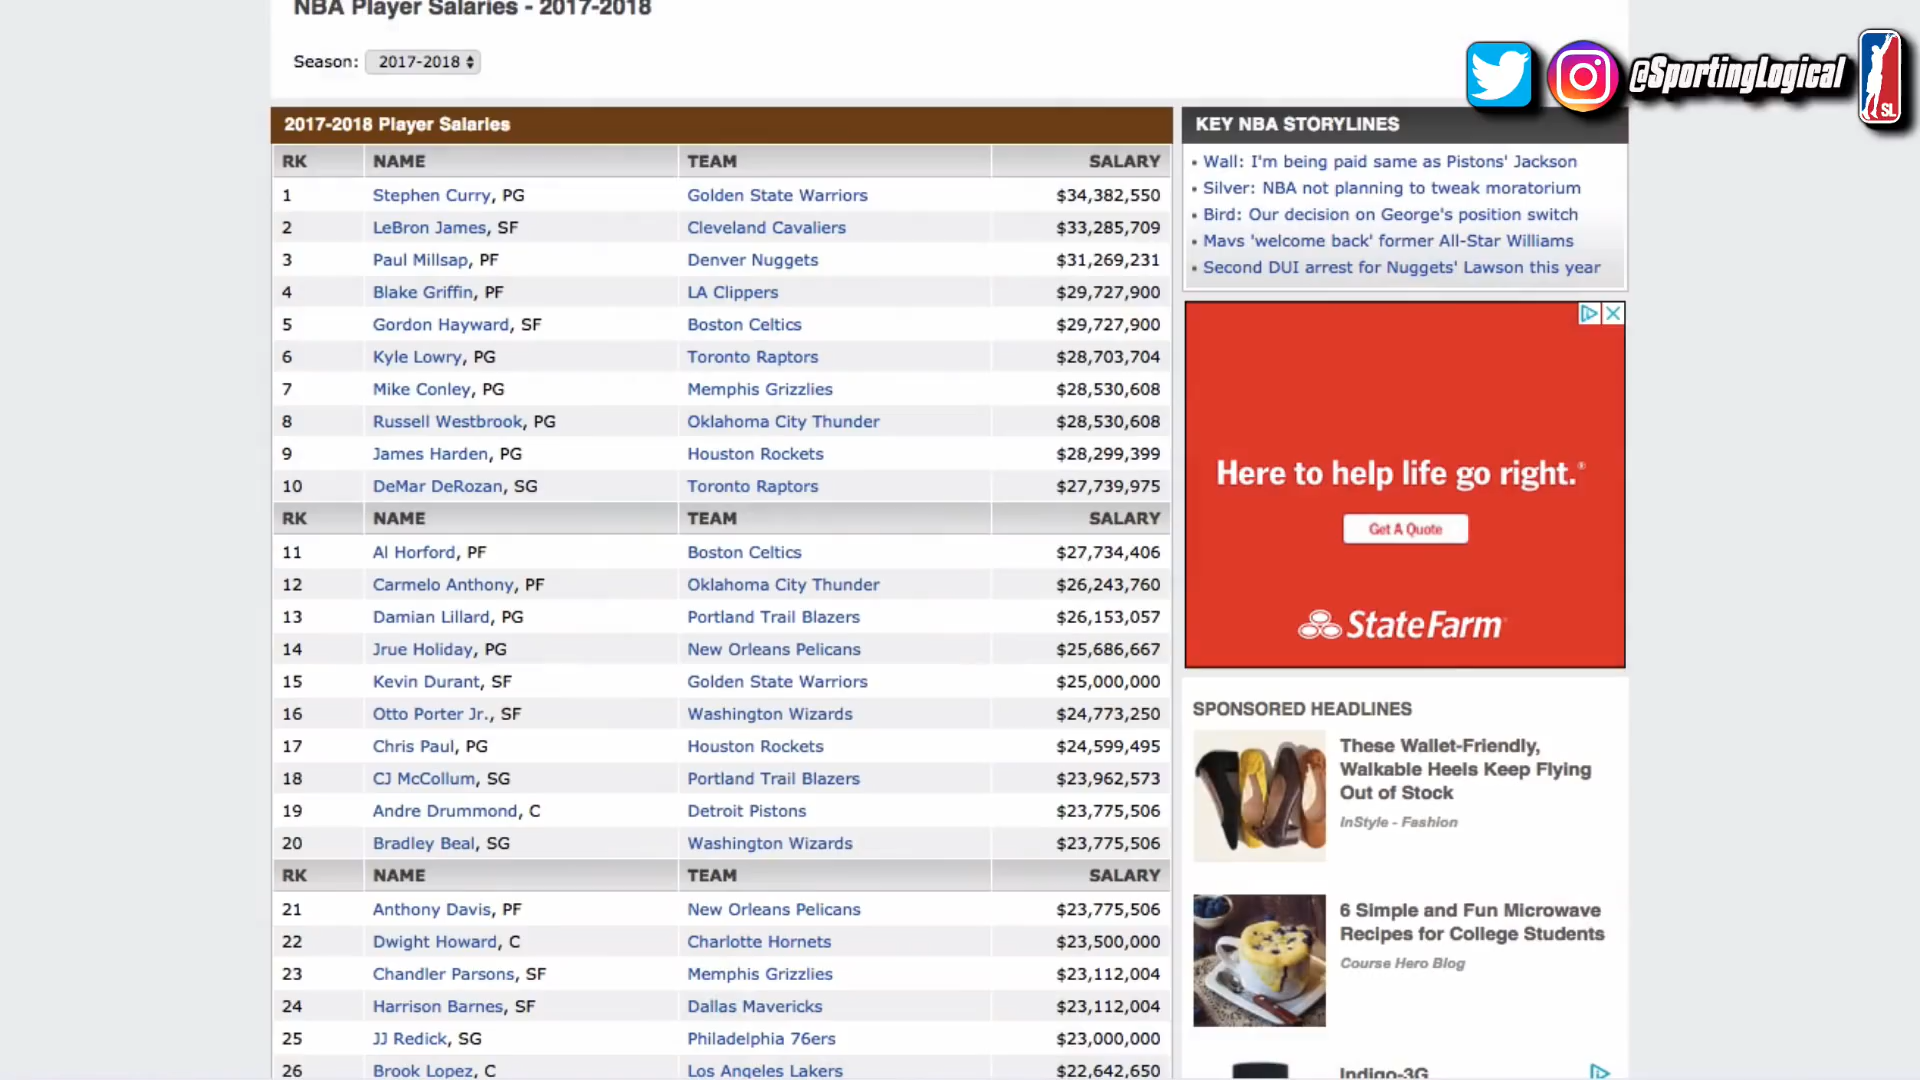 NBA Player Salaries - 2017-2018
Season: 2017-2018
@SportingLogical
SL
2017-2018 Player Salaries
RK NAME TEAM SALARY
1 Stephen Curry, PG Golden State Warriors $34,382,550
2 LeBron James, SF Cleveland Cavaliers $33,285,709
3 Paul Millsap, PF Denver Nuggets $31,269,231
4 Blake Griffin, PF LA Clippers $29,727,900
5 Gordon Hayward, SF Boston Celtics $29,727,900
6 Kyle Lowry, PG Toronto Raptors $28,703,704
7 Mike Conley, PG Memphis Grizzlies $28,530,608
8 Russell Westbrook, PG Oklahoma City Thunder $28,530,608
9 James Harden, PG Houston Rockets $28,299,399
10 DeMar DeRozan, SG Toronto Raptors $27,739,975
RK NAME TEAM SALARY
11 Al Horford, PF Boston Celtics $27,734,406
12 Carmelo Anthony, PF Oklahoma City Thunder $26,243,760
13 Damian Lillard, PG Portland Trail Blazers $26,153,057
14 Jrue Holiday, PG New Orleans Pelicans $25,686,667
15 Kevin Durant, SF Golden State Warriors $25,000,000
16 Otto Porter Jr., SF Washington Wizards $24,773,250
17 Chris Paul, PG Houston Rockets $24,599,495
18 CJ McCollum, SG Portland Trail Blazers $23,962,573
19 Andre Drummond, C Detroit Pistons $23,775,506
20 Bradley Beal, SG Washington Wizards $23,775,506
RK NAME TEAM SALARY
21 Anthony Davis, PF New Orleans Pelicans $23,775,506
22 Dwight Howard, C Charlotte Hornets $23,500,000
23 Chandler Parsons, SF Memphis Grizzlies $23,112,004
24 Harrison Barnes, SF Dallas Mavericks $23,112,004
25 JJ Redick, SG Philadelphia 76ers $23,000,000
26 Brook Lopez, C Los Angeles Lakers $22,642,650
KEY NBA STORYLINES
Wall: I'm being paid same as Pistons' Jackson
Silver: NBA not planning to tweak moratorium
Bird: Our decision on George's position switch
Mavs 'welcome back' former All-Star Williams
Second DUI arrest for Nuggets' Lawson this year
Here to help life go right.®
Get A Quote
StateFarm
SPONSORED HEADLINES
These Wallet-Friendly,
Walkable Heels Keep Flying
Out of Stock
InStyle - Fashion
6 Simple and Fun Microwave
Recipes for College Students
Course Hero Blog
Indigo-3G